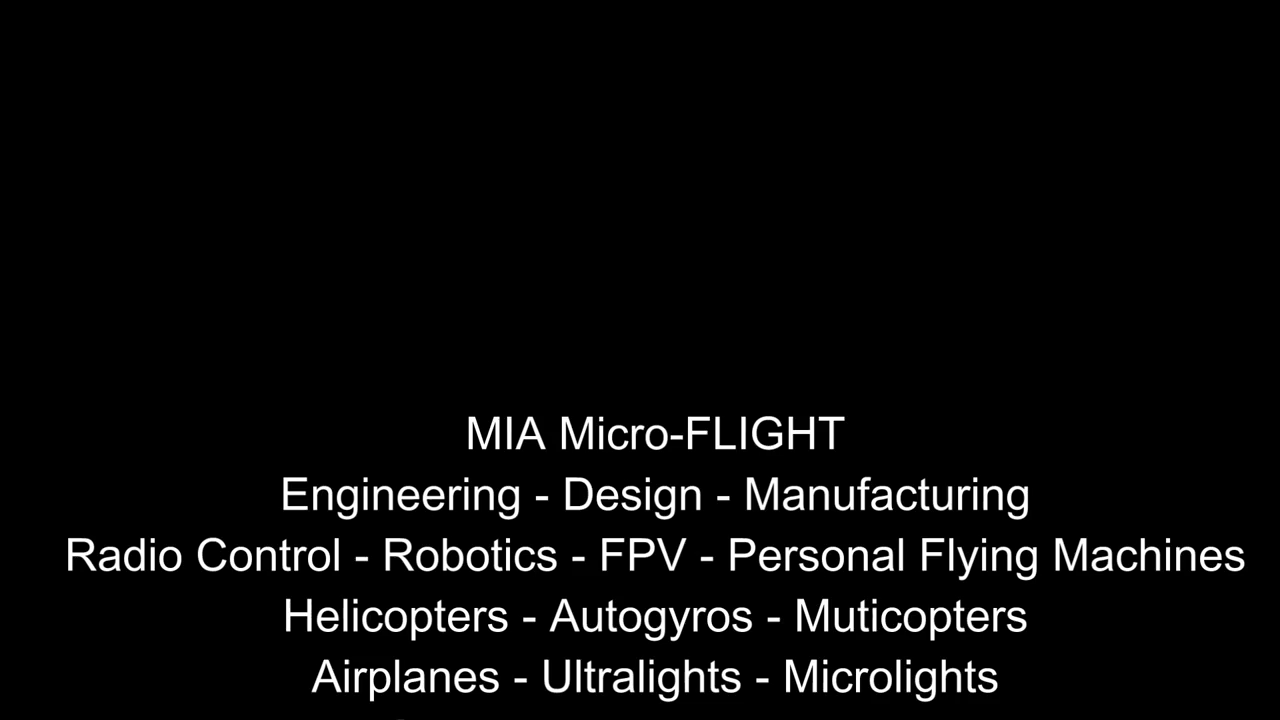 MIA Micro-FLIGHT
Engineering - Design - Manufacturing
Radio Control - Robotics - FPV - Personal Flying Machines
Helicopters - Autogyros - Muticopters
Airplanes - Ultralights - Microlights